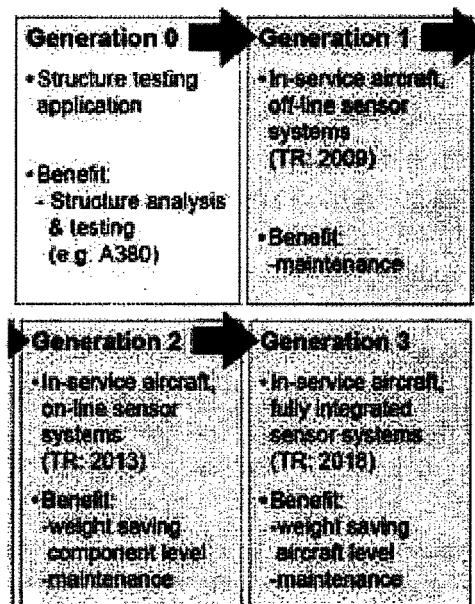 Generation 0
•Structure testing
application
•Benefit:
- Structure analysis
& testing
(e.g. A380)
Generation 1
•In-service aircraft,
off-line sensor
systems
(TR: 2009)
•Benefit:
-maintenance
Generation 2
•In-service aircraft,
on-line sensor
systems
(TR: 2013)
•Benefit:
-weight saving
component level
-maintenance
Generation 3
•In-service aircraft,
fully integrated
sensor systems
(TR: 2018)
•Benefit:
-weight saving
aircraft level
-maintenance